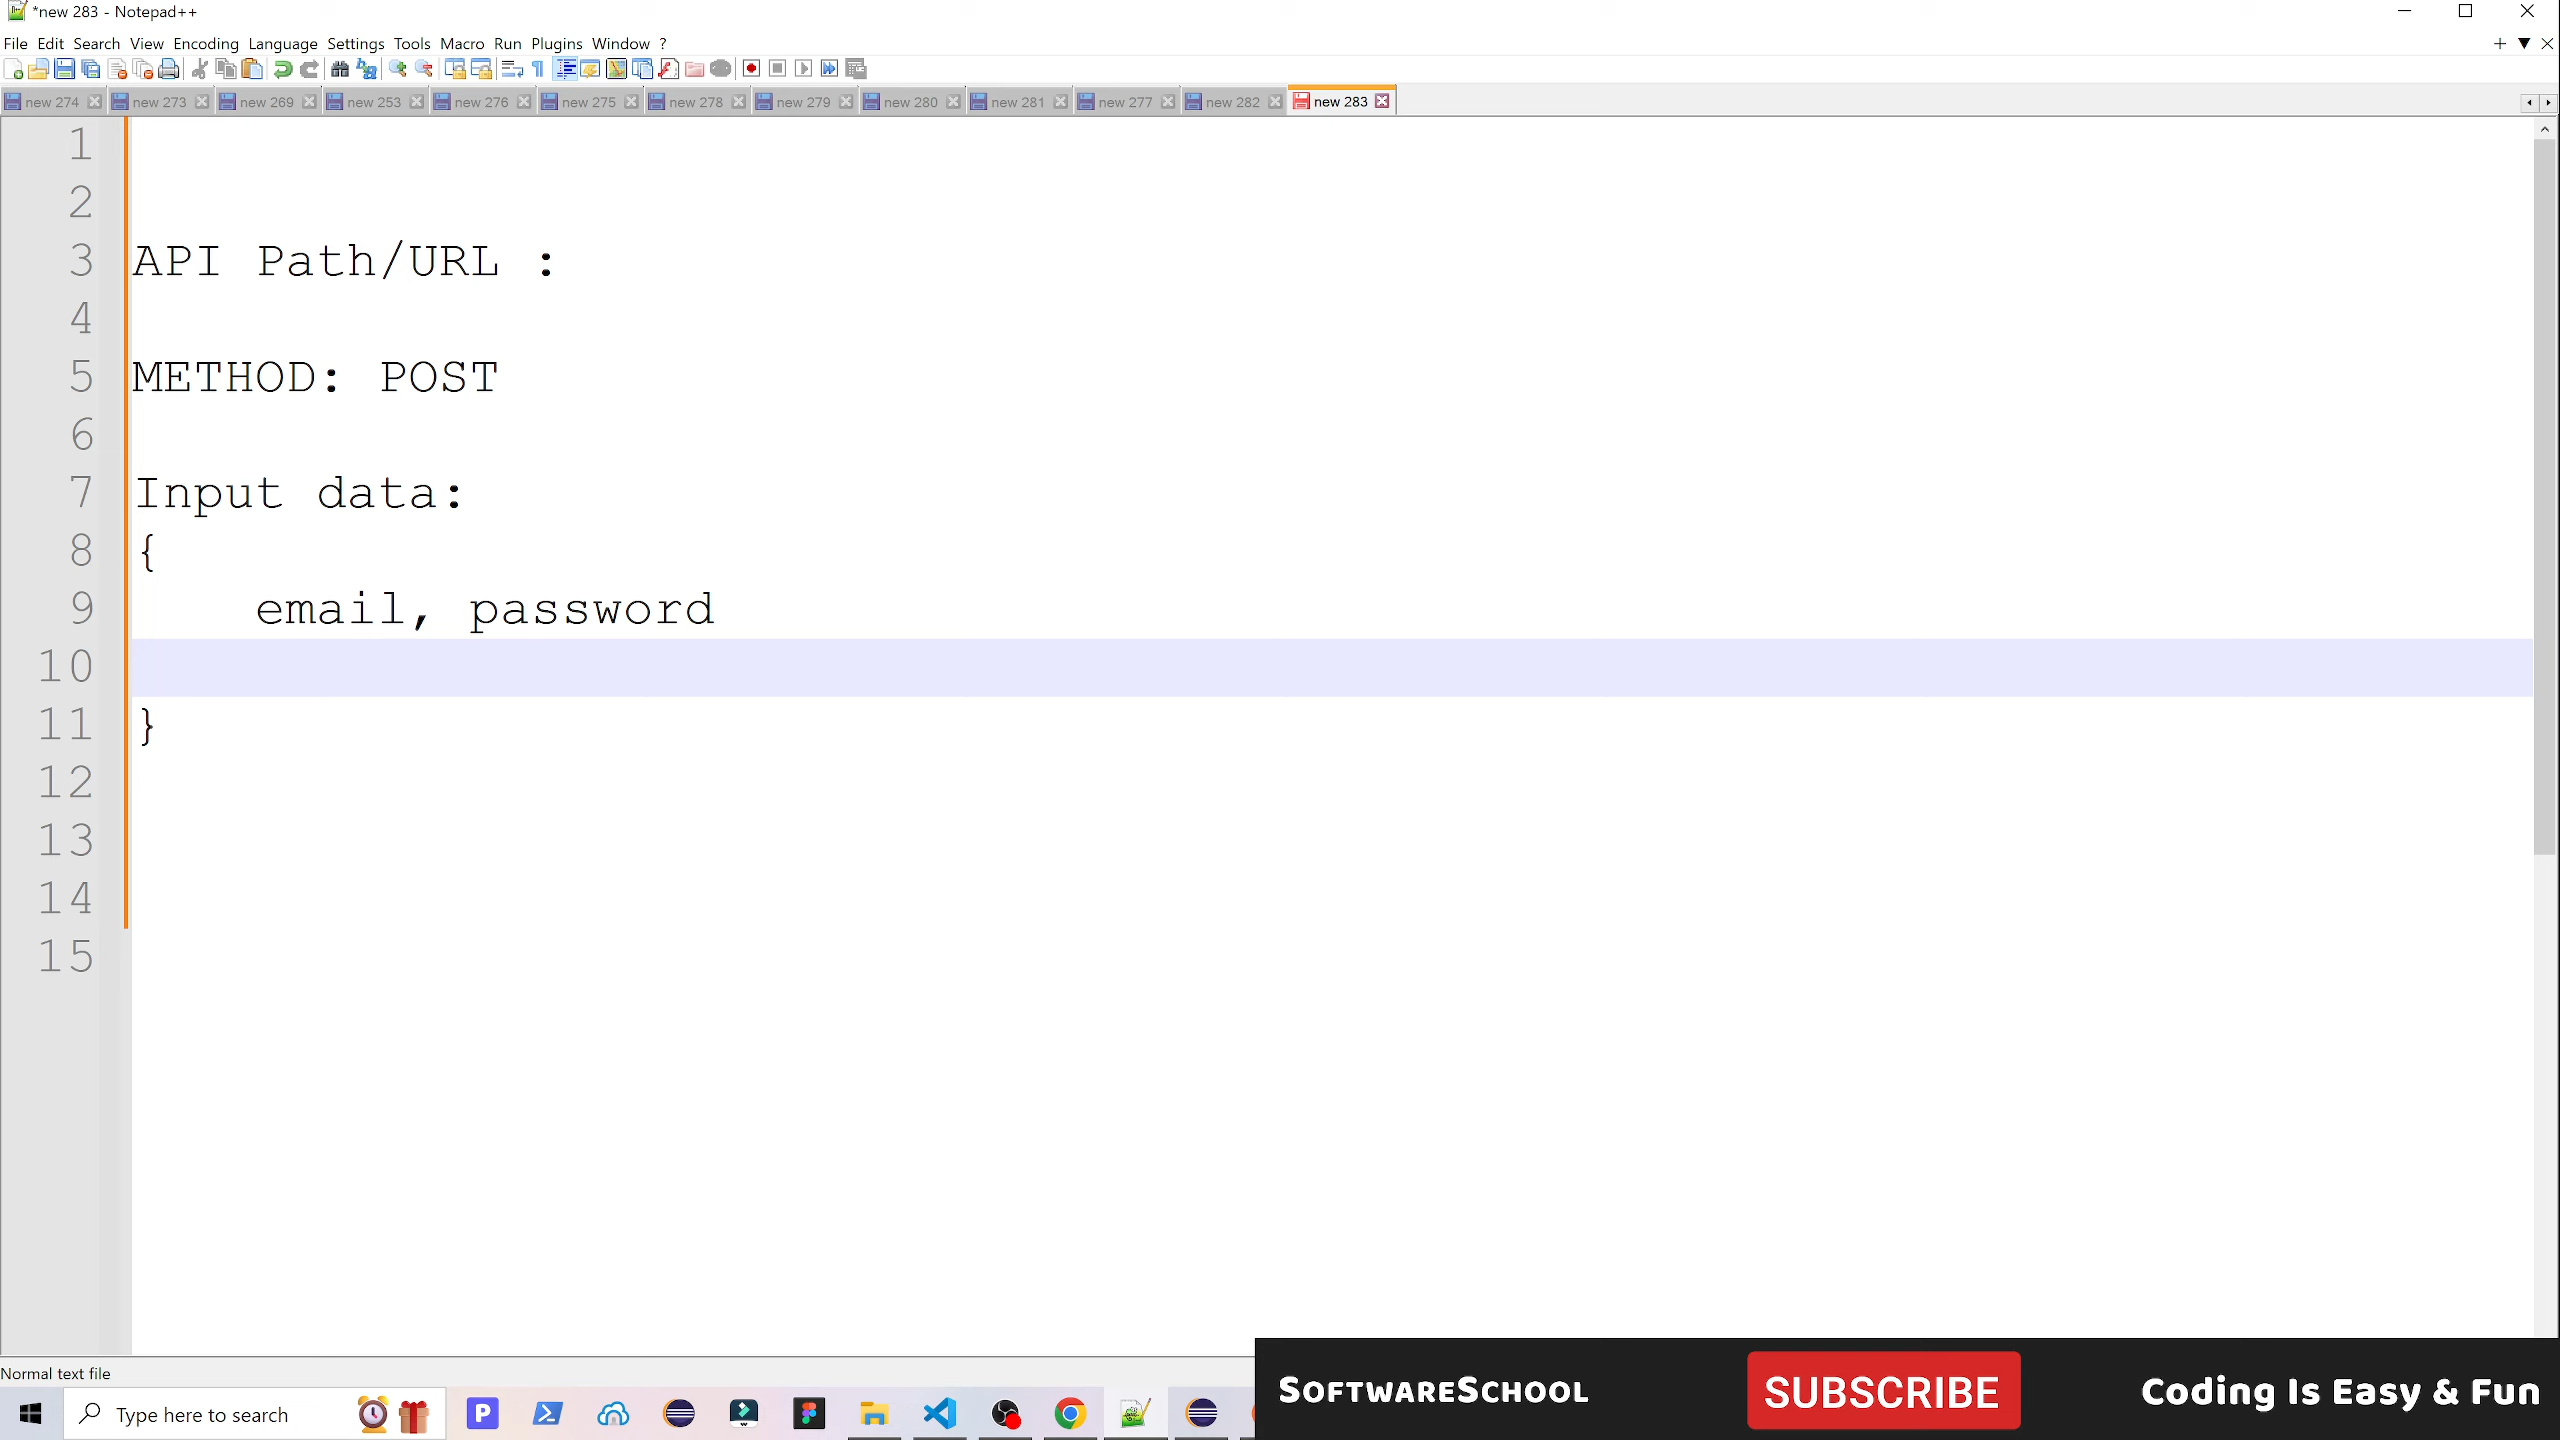 *new 283 - Notepad++
File Edit Search View Encoding Language Settings Tools Macro Run Plugins Window ?
new 274 new 273 new 269 new 253 new 276 new 275 new 278 new 279 new 280 new 281 new 277 new 282 new 283
1
2
3 API Path/URL :
4
5 METHOD: POST
6
7 Input data:
8 {
9 email, password
10
11 }
12
13
14
15
Normal text file
Type here to search
SOFTWARESCHOOL SUBSCRIBE Coding Is Easy & Fun